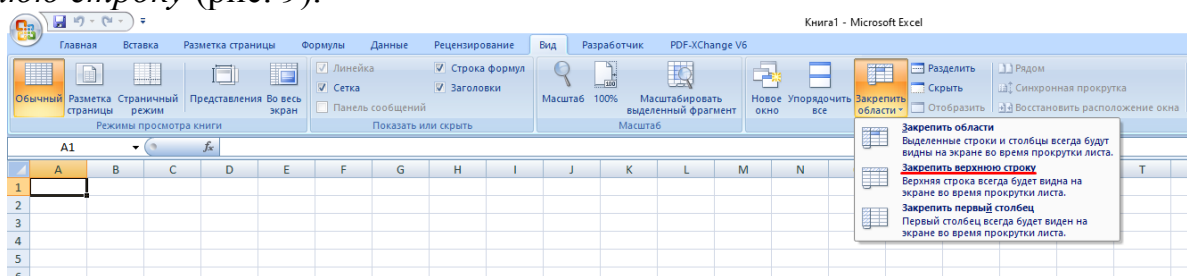 мою строку (рис. 9).
Книга1 - Microsoft Excel
Главная Вставка Разметка страницы Формулы Данные Рецензирование Вид Разработчик PDF-XChange V6
Обычный Разметка страницы Страничный режим Представления Во весь экран
Режимы просмотра книги
Линейка Строка формул
Сетка Заголовки
Панель сообщений
Показать или скрыть
Масштаб 100% Масштабировать выделенный фрагмент
Масштаб
Новое окно Упорядочить все Закрепить области
Разделить Рядом
Скрыть Синхронная прокрутка
Отобразить Восстановить расположение окна
Закрепить области
Выделенные строки и столбцы всегда будут
видны на экране во время прокрутки листа.
Закрепить верхнюю строку
Верхняя строка всегда будет видна на
экране во время прокрутки листа.
Закрепить первый столбец
Первый столбец всегда будет виден на
экране во время прокрутки листа.
A1 fx
A B C D E F G H I J K L M N T
1
2
3
4
5